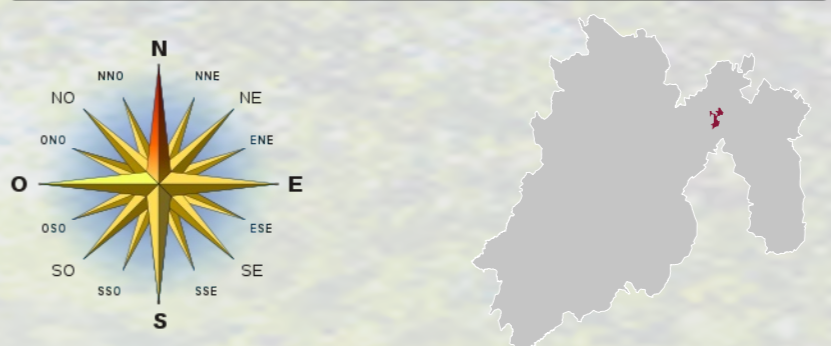 N
NNO NNE
NO NE
ONO ENE
O E
OSO ESE
SO SE
SSO SSE
S